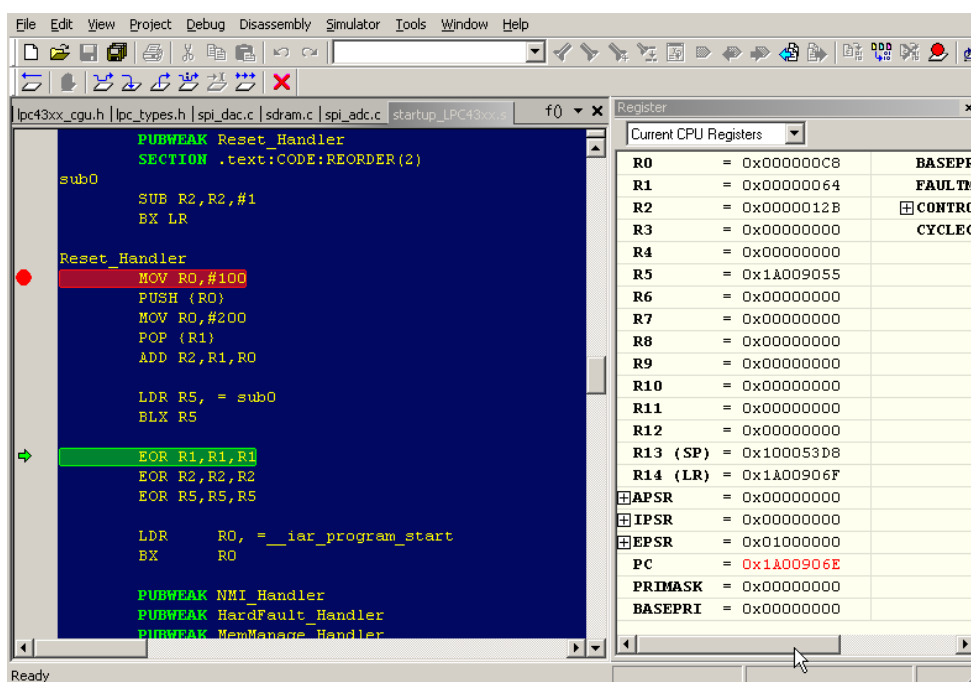 File Edit View Project Debug Disassembly Simulator Tools Window Help
lpc43xx_cgu.h lpc_types.h spi_dac.c sdram.c spi_adc.c startup_LPC43xx.s f()
PUBWEAK Reset_Handler
SECTION .text:CODE:REORDER(2)
sub0
SUB R2,R2,#1
BX LR
Reset_Handler
MOV R0,#100
PUSH {R0}
MOV R0,#200
POP {R1}
ADD R2,R1,R0
LDR R5, = sub0
BLX R5
EOR R1,R1,R1
EOR R2,R2,R2
EOR R5,R5,R5
LDR R0, =__iar_program_start
BX R0
PUBWEAK NMI_Handler
PUBWEAK HardFault_Handler
PUBWEAK MemManage_Handler
Register
Current CPU Registers
R0 = 0x000000C8 BASEPR
R1 = 0x00000064 FAULTM
R2 = 0x0000012B CONTRO
R3 = 0x00000000 CYCLEC
R4 = 0x00000000
R5 = 0x1A009055
R6 = 0x00000000
R7 = 0x00000000
R8 = 0x00000000
R9 = 0x00000000
R10 = 0x00000000
R11 = 0x00000000
R12 = 0x00000000
R13 (SP) = 0x100053D8
R14 (LR) = 0x1A00906F
APSR = 0x00000000
IPSR = 0x00000000
EPSR = 0x01000000
PC = 0x1A00906E
PRIMASK = 0x00000000
BASEPRI = 0x00000000
Ready